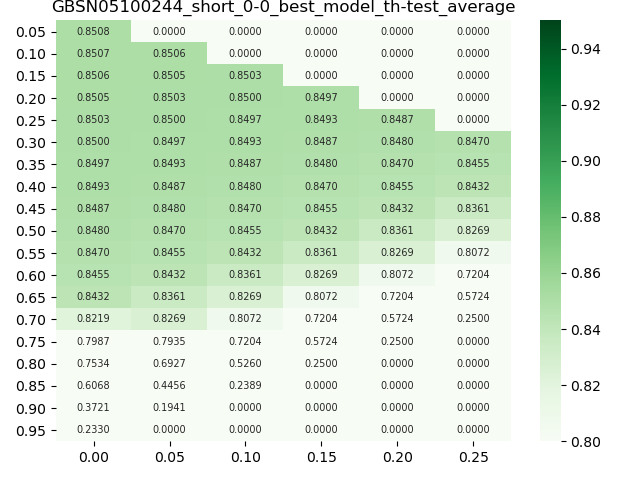 GBSN05100244_short_0-0_best_model_th-test_average
0.05 0.8508 0.0000 0.0000 0.0000 0.0000 0.0000
0.10 0.8507 0.8506 0.0000 0.0000 0.0000 0.0000 0.94
0.15 0.8506 0.8505 0.8503 0.0000 0.0000 0.0000
0.20 0.8505 0.8503 0.8500 0.8497 0.0000 0.0000 0.92
0.25 0.8503 0.8500 0.8497 0.8493 0.8487 0.0000
0.30 0.8500 0.8497 0.8493 0.8487 0.8480 0.8470
0.35 0.8497 0.8493 0.8487 0.8480 0.8470 0.8455 0.90
0.40 0.8493 0.8487 0.8480 0.8470 0.8455 0.8432
0.45 0.8487 0.8480 0.8470 0.8455 0.8432 0.8361 0.88
0.50 0.8480 0.8470 0.8455 0.8432 0.8361 0.8269
0.55 0.8470 0.8455 0.8432 0.8361 0.8269 0.8072
0.60 0.8455 0.8432 0.8361 0.8269 0.8072 0.7204 0.86
0.65 0.8432 0.8361 0.8269 0.8072 0.7204 0.5724
0.70 0.8219 0.8269 0.8072 0.7204 0.5724 0.2500 0.84
0.75 0.7987 0.7935 0.7204 0.5724 0.2500 0.0000
0.80 0.7534 0.6927 0.5260 0.2500 0.0000 0.0000
0.85 0.6068 0.4456 0.2389 0.0000 0.0000 0.0000 0.82
0.90 0.3721 0.1941 0.0000 0.0000 0.0000 0.0000
0.95 0.2330 0.0000 0.0000 0.0000 0.0000 0.0000 0.80
0.00 0.05 0.10 0.15 0.20 0.25